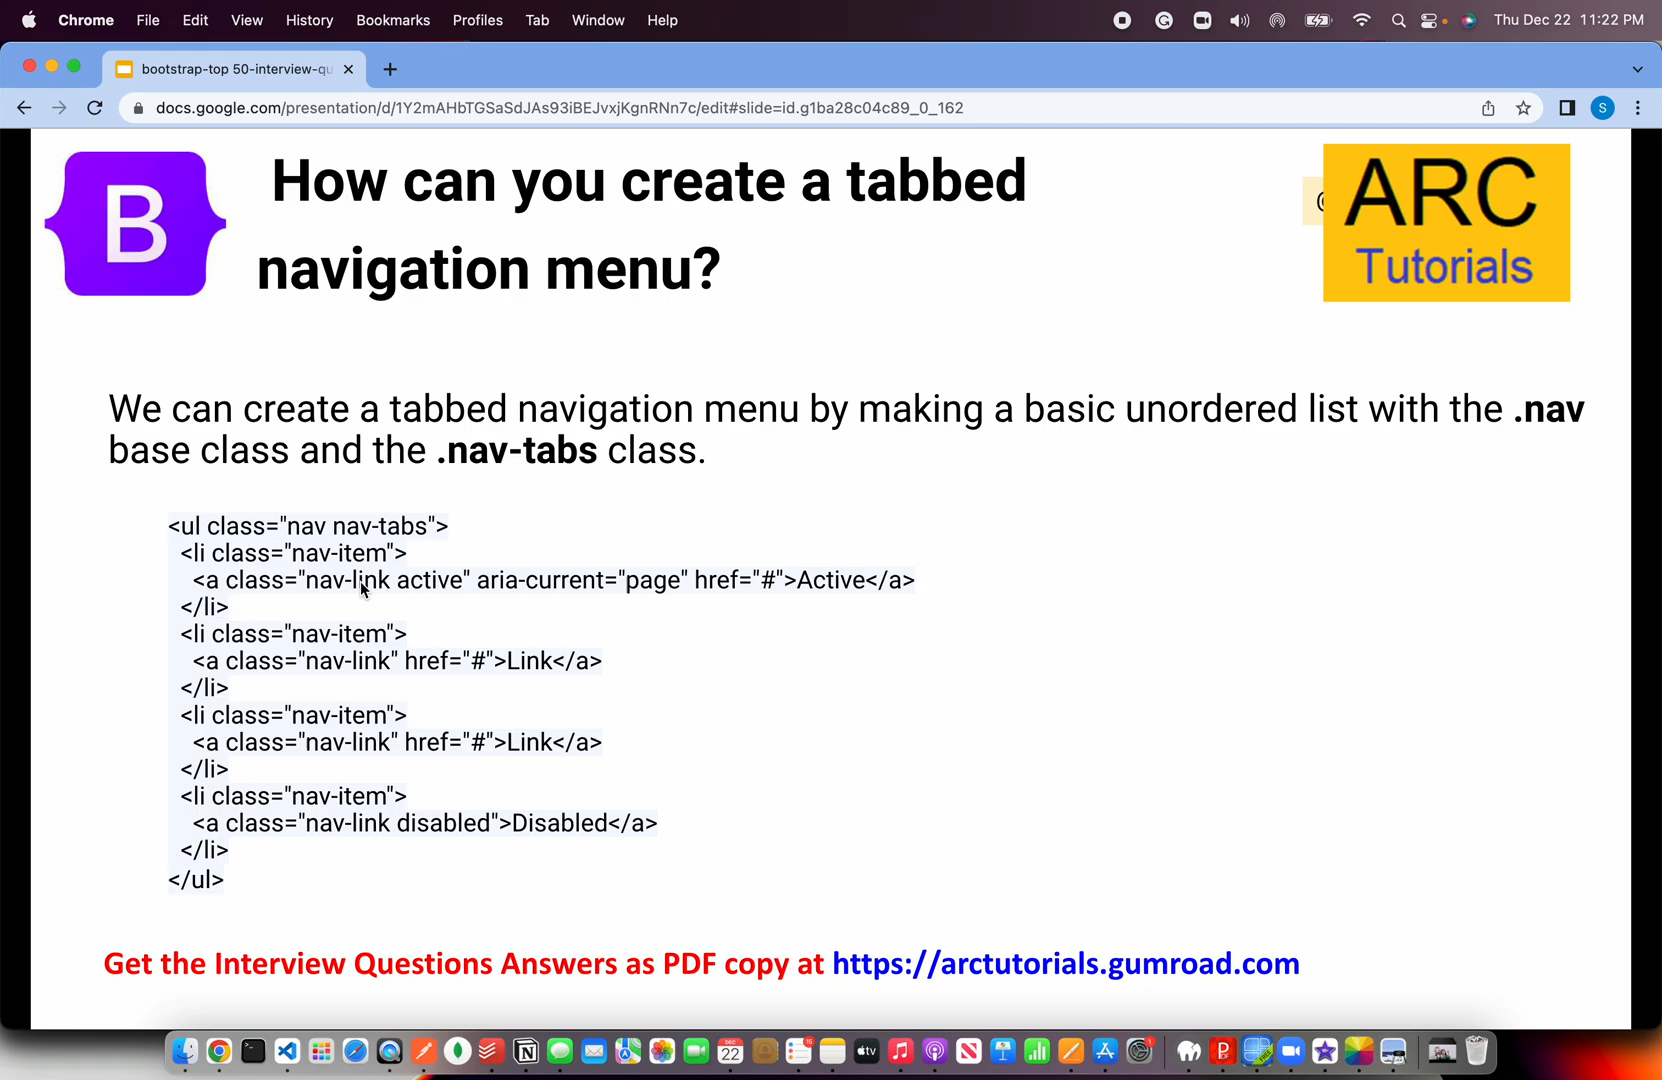 Chrome File Edit View History Bookmarks Profiles Tab Window Help Thu Dec 22 11:22 PM
bootstrap-top 50-interview-qu
docs.google.com/presentation/d/1Y2mAHbTGSaSdJAs93iBEJvxjKgnRNn7c/edit#slide=id.g1ba28c04c89_0_162 S
B
How can you create a tabbed
navigation menu?
ARC
Tutorials
We can create a tabbed navigation menu by making a basic unordered list with the .nav
base class and the .nav-tabs class.
<ul class="nav nav-tabs">
<li class="nav-item">
<a class="nav-link active" aria-current="page" href="#">Active</a>
</li>
<li class="nav-item">
<a class="nav-link" href="#">Link</a>
</li>
<li class="nav-item">
<a class="nav-link" href="#">Link</a>
</li>
<li class="nav-item">
<a class="nav-link disabled">Disabled</a>
</li>
</ul>
Get the Interview Questions Answers as PDF copy at https://arctutorials.gumroad.com